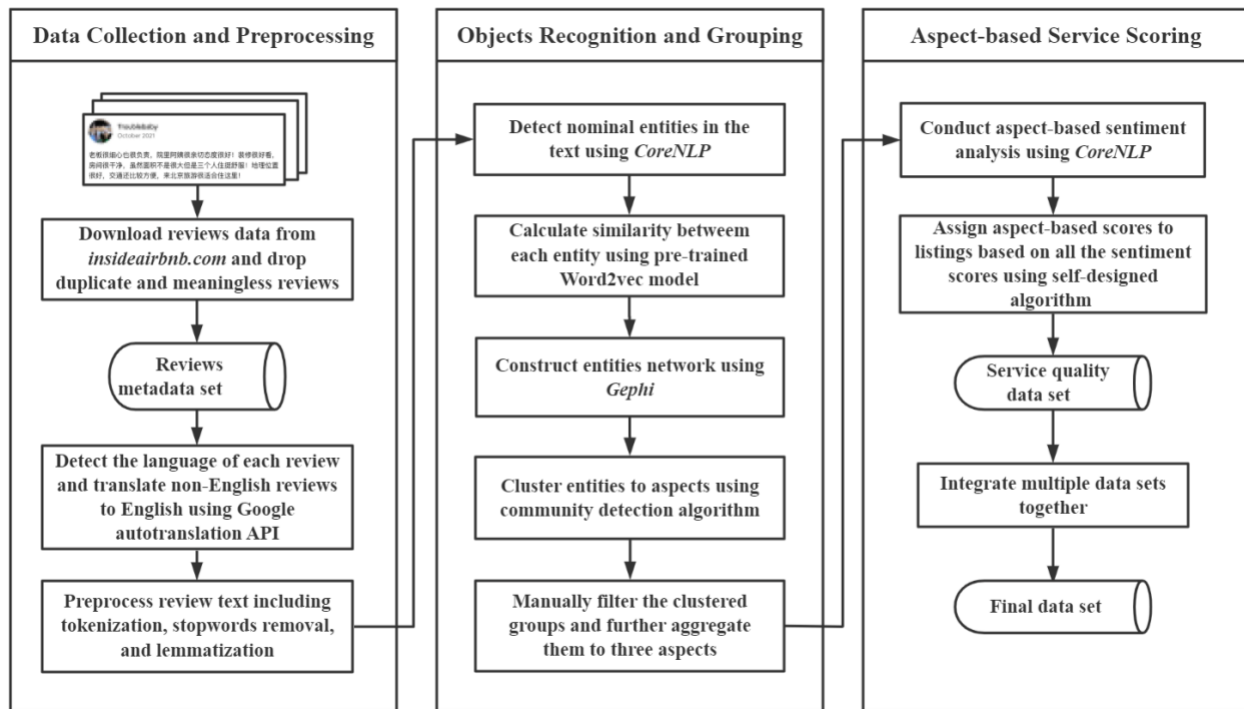 Data Collection and Preprocessing
Troublebaby
October 2021
老板很细心也很负责，院里阿姨很亲切态度很好！装修很好看，
房间很干净，虽然面积不是很大但是三个人住挺舒服！地理位置
很好，交通还比较方便，来北京旅游很适合住这里！
Download reviews data from
insideairbnb.com and drop
duplicate and meaningless reviews
Reviews
metadata set
Detect the language of each review
and translate non-English reviews
to English using Google
autotranslation API
Preprocess review text including
tokenization, stopwords removal,
and lemmatization
Objects Recognition and Grouping
Detect nominal entities in the
text using CoreNLP
Calculate similarity betweem
each entity using pre-trained
Word2vec model
Construct entities network using
Gephi
Cluster entities to aspects using
community detection algorithm
Manually filter the clustered
groups and further aggregate
them to three aspects
Aspect-based Service Scoring
Conduct aspect-based sentiment
analysis using CoreNLP
Assign aspect-based scores to
listings based on all the sentiment
scores using self-designed
algorithm
Service quality
data set
Integrate multiple data sets
together
Final data set